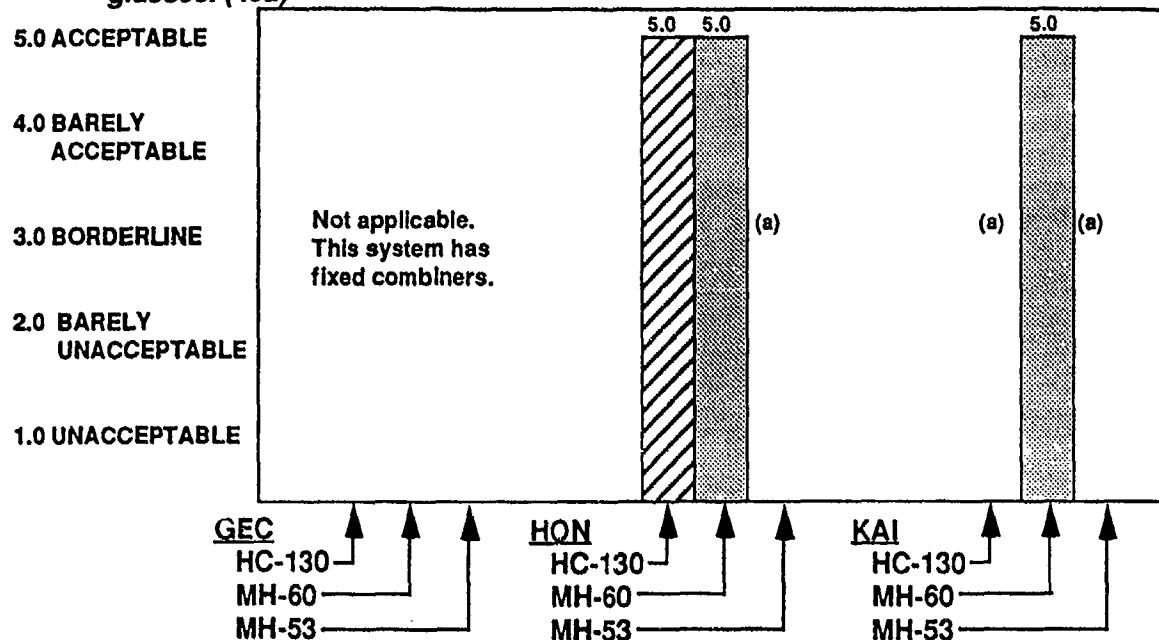 5.0 5.0 5.0
5.0 ACCEPTABLE
4.0 BARELY
ACCEPTABLE
Not applicable.
This system has
fixed combiners.
(a) (a) (a)
3.0 BORDERLINE
2.0 BARELY
UNACCEPTABLE
1.0 UNACCEPTABLE
GEC HON KAI
HC-130 HC-130 HC-130
MH-60 MH-60 MH-60
MH-53 MH-53 MH-53